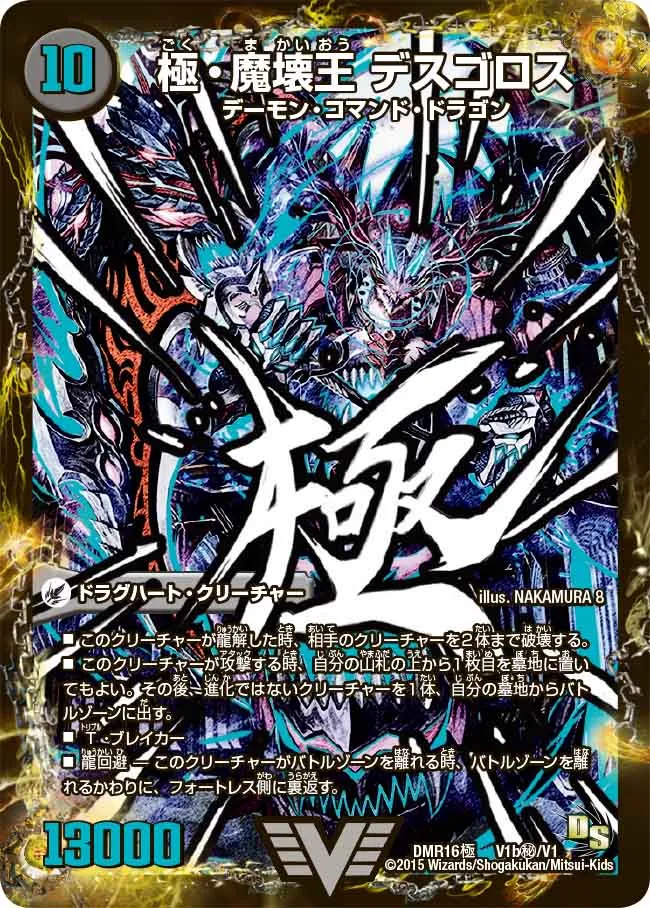 10
極・魔壊王 デスゴロス
ごく ま かい おう
デーモン・コマンド・ドラゴン
極
ドラグハート・クリーチャー
illus. NAKAMURA 8
■ このクリーチャーが龍解した時、相手のクリーチャーを2体まで破壊する。
■ このクリーチャーが攻撃する時、自分の山札の上から1枚目を墓地に置い
てもよい。その後、進化ではないクリーチャーを1体、自分の墓地からバト
ルゾーンに出す。
■ T・ブレイカー
■ 龍回避 ― このクリーチャーがバトルゾーンを離れる時、バトルゾーンを離
れるかわりに、フォートレス側に裏返す。
13000
DS
DMR16極 V1b㊙/V1
©2015 Wizards/Shogakukan/Mitsui-Kids